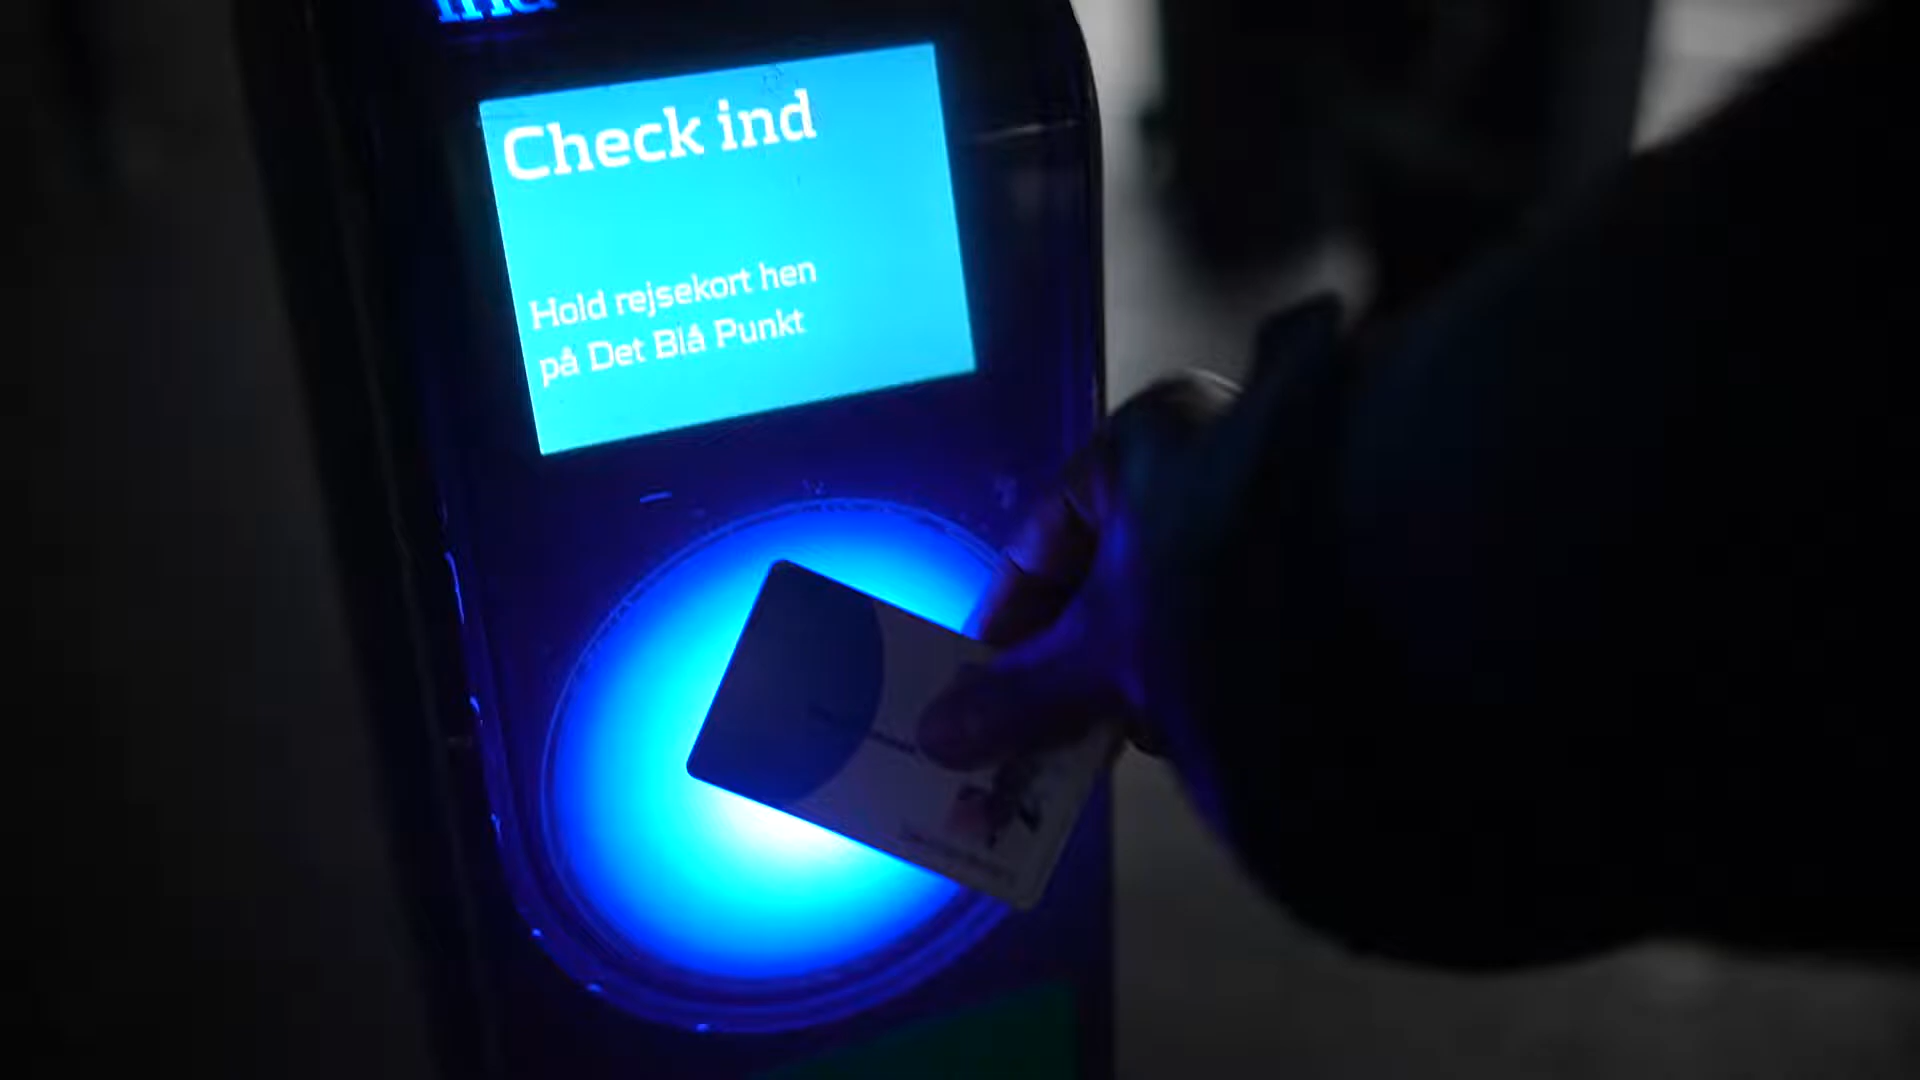 Check ind
Hold rejsekort hen
på Det Blå Punkt